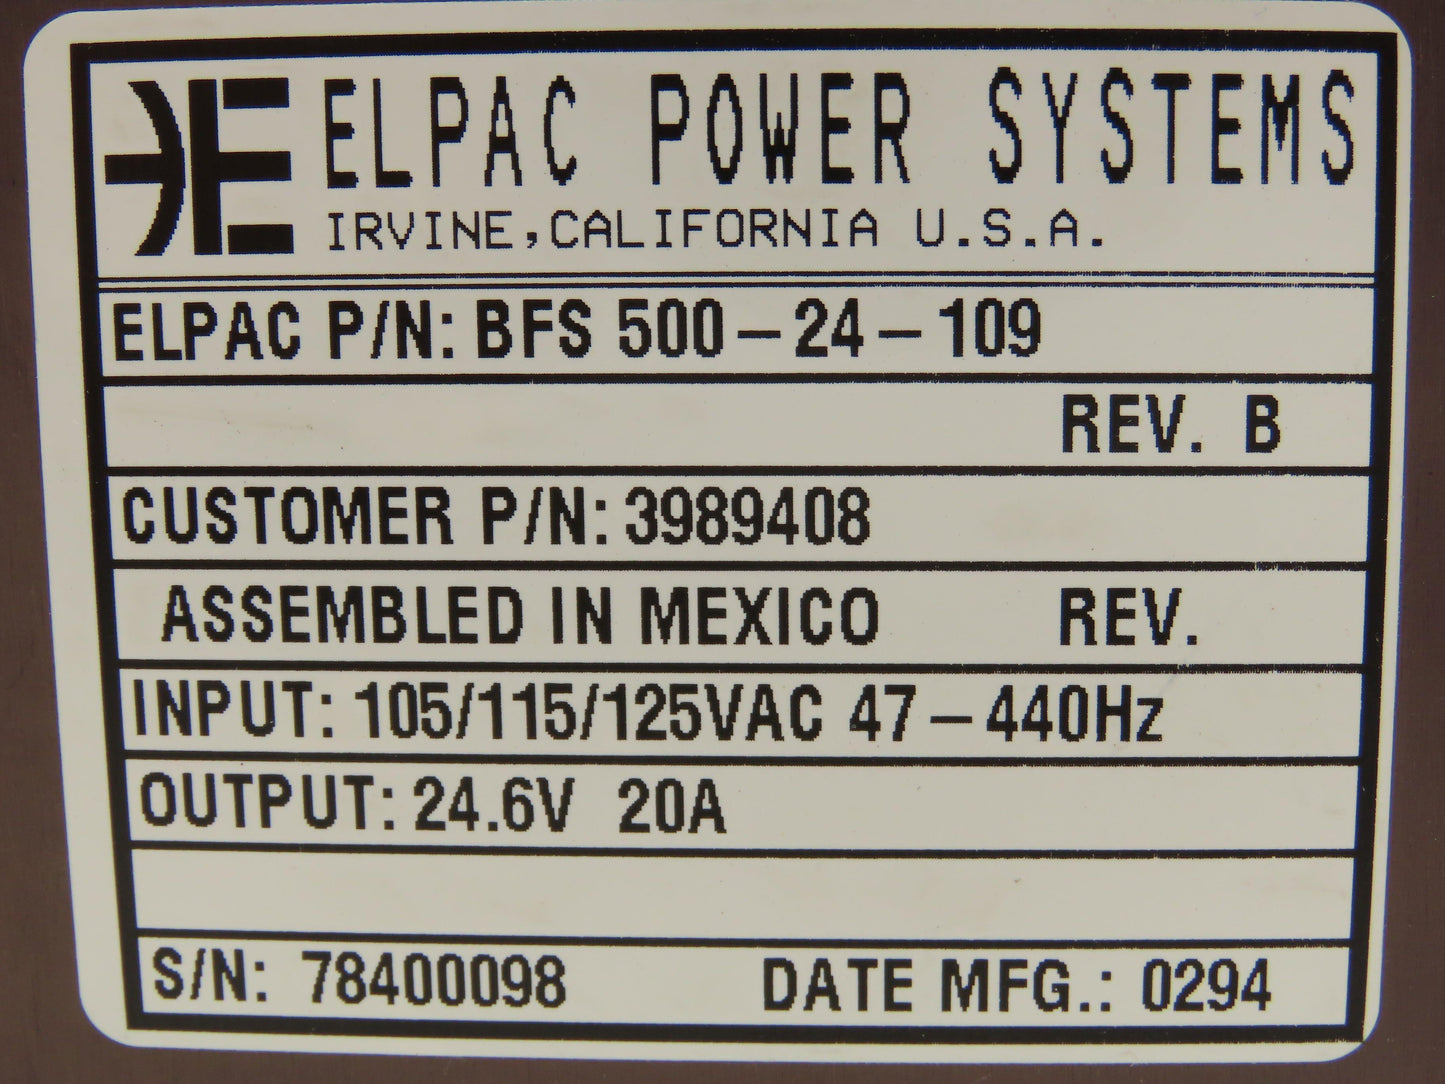 ELPAC POWER SYSTEMS
IRVINE,CALIFORNIA U.S.A.
ELPAC P/N: BFS 500-24-109
REV. B
CUSTOMER P/N: 3989408
ASSEMBLED IN MEXICO REV.
INPUT: 105/115/125VAC 47-440Hz
OUTPUT: 24.6V 20A
S/N: 78400098 DATE MFG.: 0294